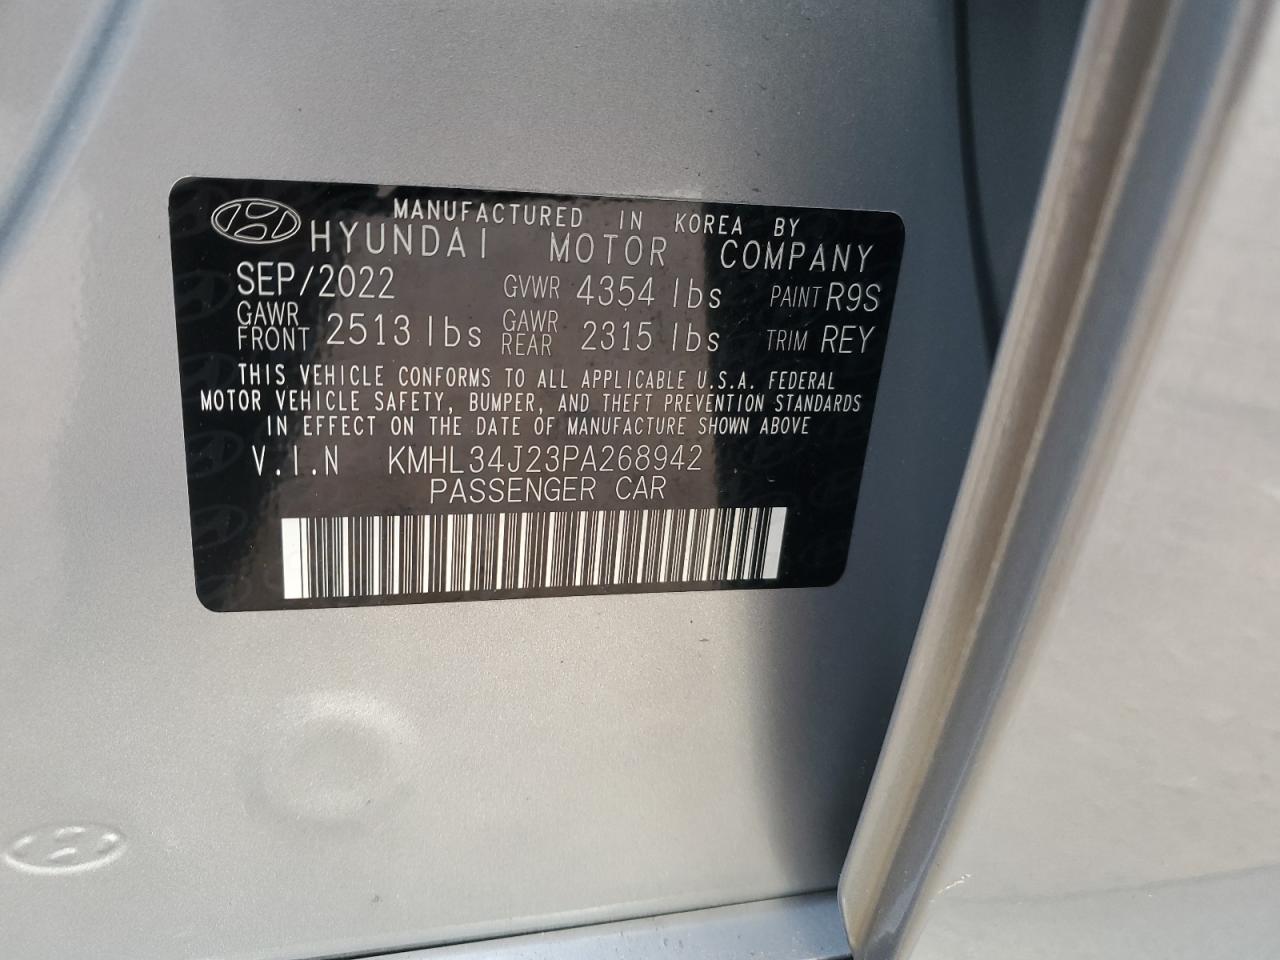 MANUFACTURED IN KOREA BY
HYUNDAI MOTOR COMPANY
SEP/2022 GVWR 4354 lbs PAINT R9S
GAWR FRONT 2513 lbs GAWR REAR 2315 lbs TRIM REY
THIS VEHICLE CONFORMS TO ALL APPLICABLE U.S.A. FEDERAL
MOTOR VEHICLE SAFETY, BUMPER, AND THEFT PREVENTION STANDARDS
IN EFFECT ON THE DATE OF MANUFACTURE SHOWN ABOVE
V.I.N KMHL34J23PA268942
PASSENGER CAR